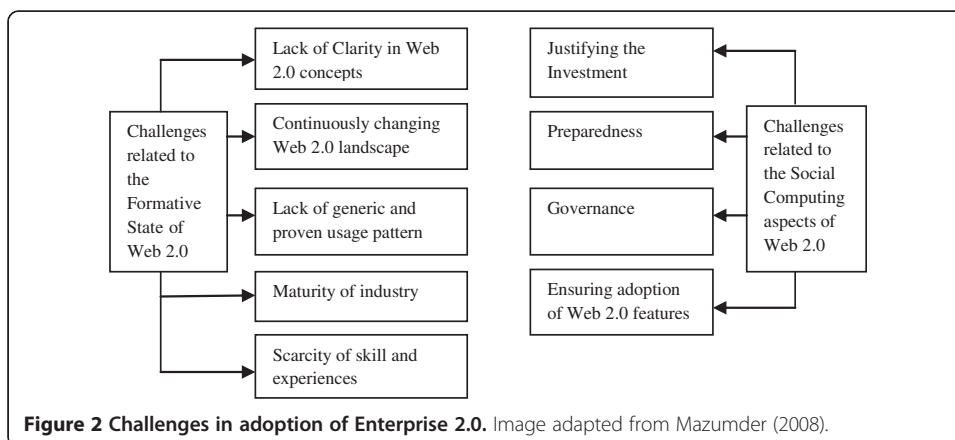 Challenges
related to
the
Formative
State of
Web 2.0
Lack of Clarity in Web
2.0 concepts
Continuously changing
Web 2.0 landscape
Lack of generic and
proven usage pattern
Maturity of industry
Scarcity of skill and
experiences
Justifying the
Investment
Preparedness
Governance
Ensuring adoption
of Web 2.0 features
Challenges
related to
the Social
Computing
aspects of
Web 2.0
Figure 2 Challenges in adoption of Enterprise 2.0. Image adapted from Mazumder (2008).